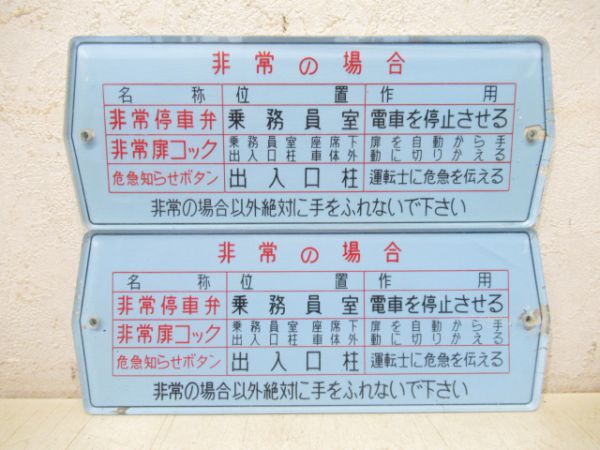 非常の場合
名称 位置 作用
非常停車弁 乗務員室 電車を停止させる
非常扉コック 乗務員室座席下 扉を自動から手
出入口柱車体外 動に切りかえる
危急知らせボタン 出入口柱 運転士に危急を伝える
非常の場合以外絶対に手をふれないで下さい
非常の場合
名称 位置 作用
非常停車弁 乗務員室 電車を停止させる
非常扉コック 乗務員室座席下 扉を自動から手
出入口柱車体外 動に切りかえる
危急知らせボタン 出入口柱 運転士に危急を伝える
非常の場合以外絶対に手をふれないで下さい